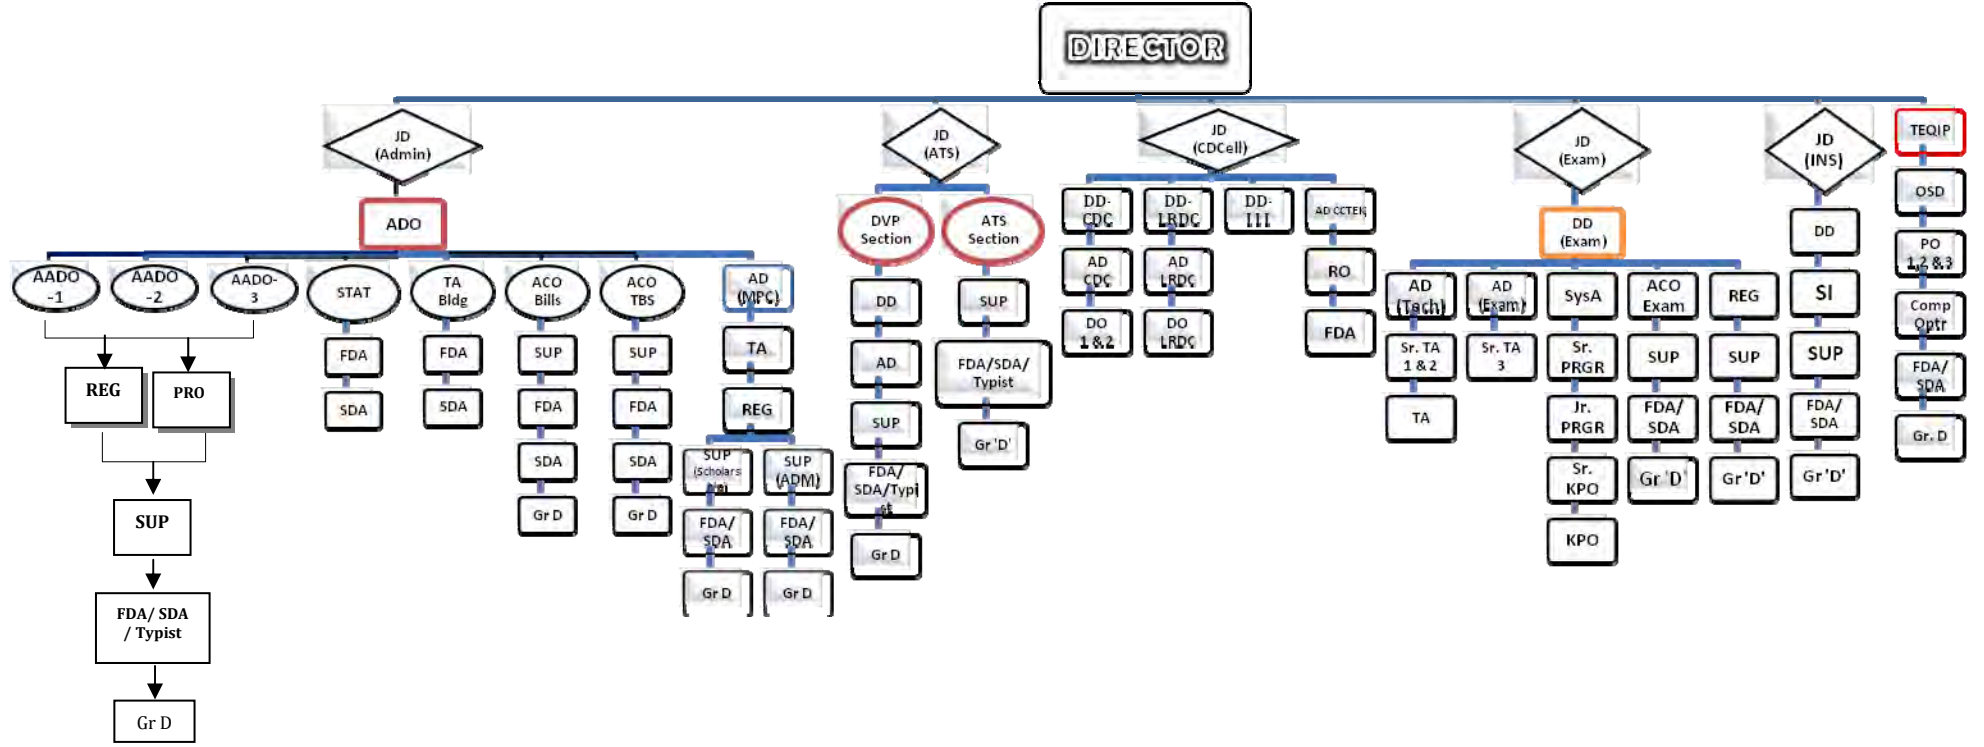 DIRECTOR
JD
(Admin)
JD
(ATS)
JD
(CDCell)
JD
(Exam)
JD
(INS)
TEQIP
ADO
DVP
Section
ATS
Section
DD-
CDC
DD-
LRDC
DD-
III
AD CCTEK
DD
(Exam)
DD
OSD
AADO
-1
AADO
-2
AADO-
3
STAT
TA
Bldg
ACO
Bills
ACO
TBS
AD
(MPC)
DD
SUP
AD
CDC
AD
LRDC
RO
AD
(Tech)
AD
(Exam)
SysA
ACO
Exam
REG
SI
PO
1,2 & 3
REG
PRO
FDA
FDA
SUP
SUP
TA
AD
FDA/SDA/
Typist
DO
1 & 2
DO
LRDC
FDA
Sr. TA
1 & 2
Sr. TA
3
Sr.
PRGR
SUP
SUP
SUP
Comp
Optr
SDA
SDA
FDA
FDA
REG
SUP
Gr 'D'
TA
Jr.
PRGR
FDA/
SDA
FDA/
SDA
FDA/
SDA
FDA/
SDA
SDA
SDA
SUP
(Scholars
SUP
(ADM)
FDA/
SDA/Typi
st
Sr.
KPO
Gr 'D'
Gr 'D'
Gr 'D'
Gr. D
SUP
Gr D
Gr D
FDA/
SDA
FDA/
SDA
Gr D
KPO
FDA/ SDA
/ Typist
Gr D
Gr D
Gr D